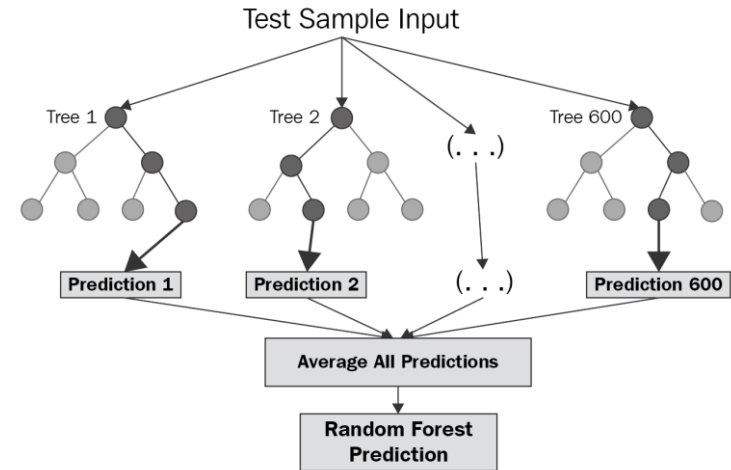 Test Sample Input
Tree 1
Tree 2
(. . .)
Tree 600
Prediction 1
Prediction 2
(. . .)
Prediction 600
Average All Predictions
Random Forest
Prediction